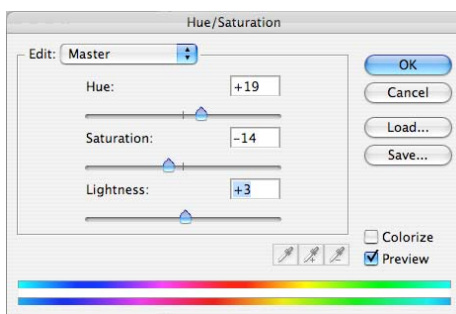 Hue/Saturation
Edit: Master
OK
Hue: +19
Cancel
Saturation: -14
Load...
Save...
Lightness: +3
Colorize
Preview